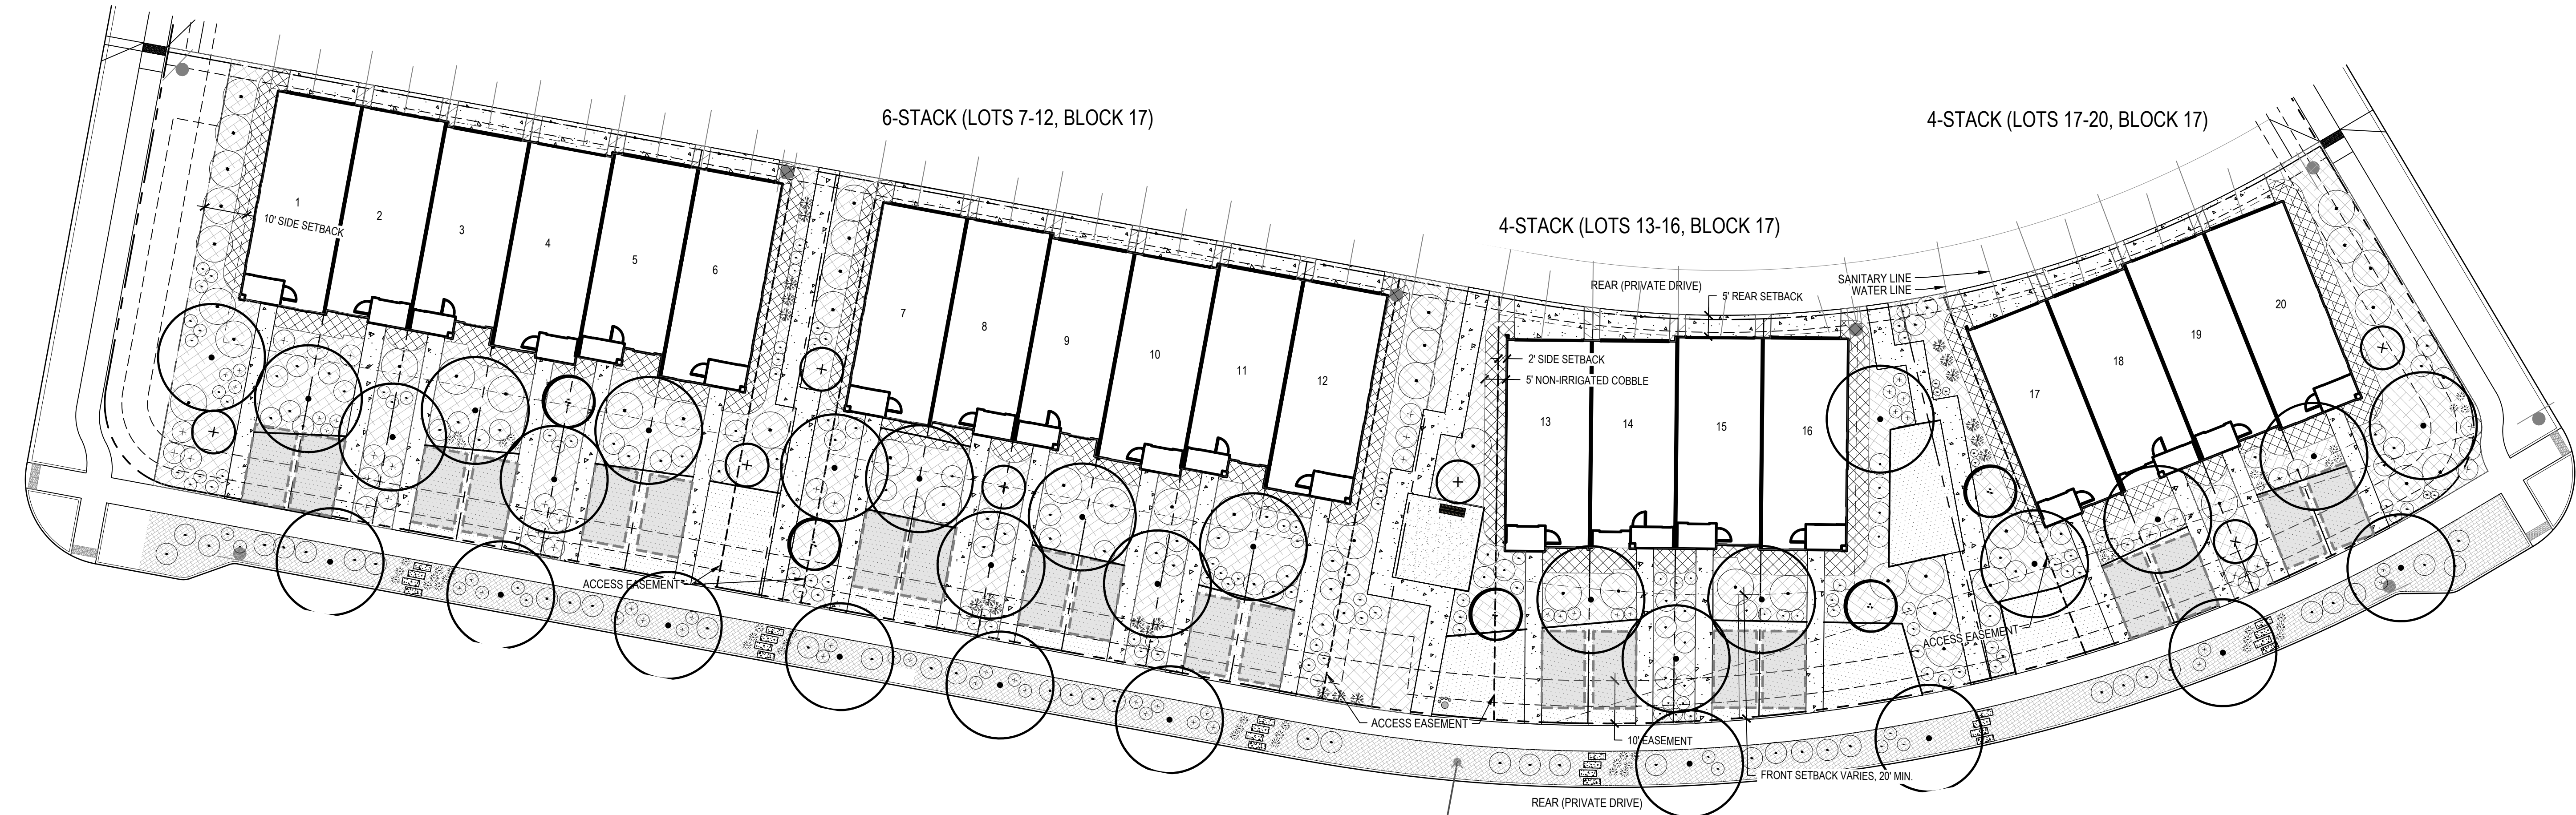 6-STACK (LOTS 7-12, BLOCK 17)
4-STACK (LOTS 17-20, BLOCK 17)
4-STACK (LOTS 13-16, BLOCK 17)
1
2
3
4
5
6
10' SIDE SETBACK
7
8
9
10
11
12
REAR (PRIVATE DRIVE)
5' REAR SETBACK
SANITARY LINE
WATER LINE
2' SIDE SETBACK
5' NON-IRRIGATED COBBLE
13
14
15
16
17
18
19
20
ACCESS EASEMENT
ACCESS EASEMENT
ACCESS EASEMENT
10' EASEMENT
FRONT SETBACK VARIES, 20' MIN.
REAR (PRIVATE DRIVE)